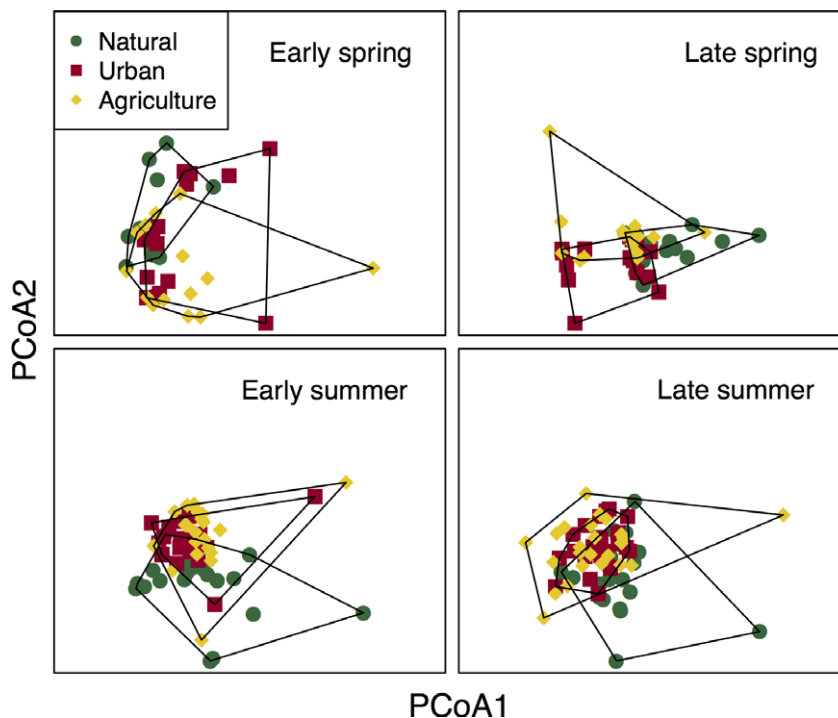 Natural
Urban
Agriculture
Early spring
Late spring
Early summer
Late summer
PCoA2
PCoA1